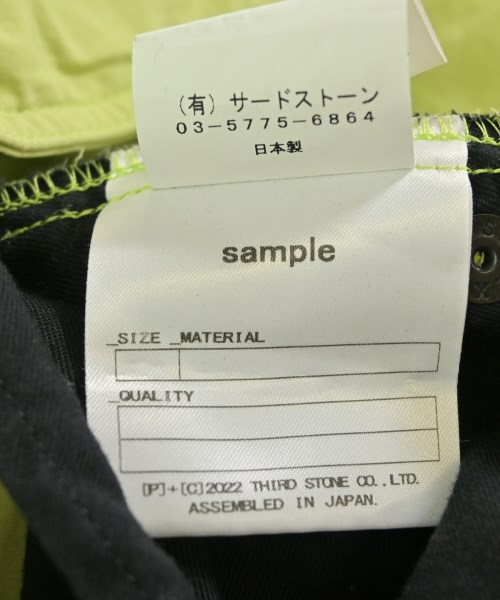 (有) サードストーン
03-5775-6864
日本製
sample
_SIZE _MATERIAL
_QUALITY
[P]+[C]2022 THIRD STONE CO.,LTD.
ASSEMBLED IN JAPAN.